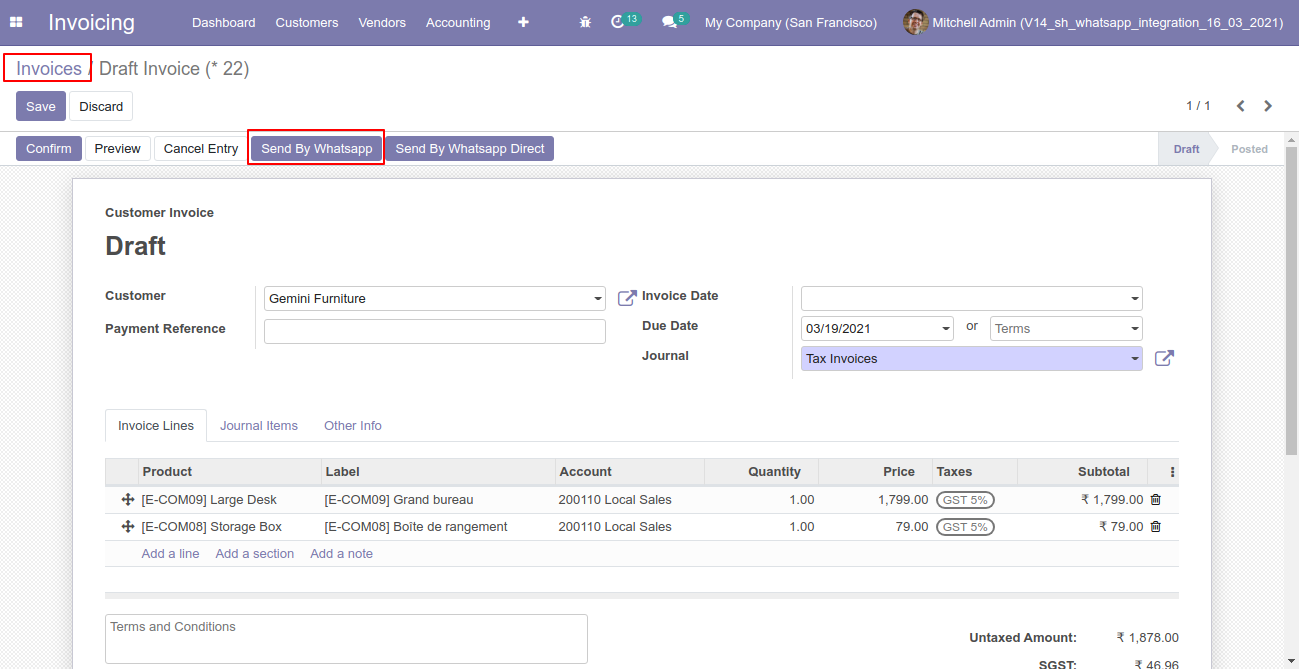 Invoicing Dashboard Customers Vendors Accounting 13 5 My Company (San Francisco) Mitchell Admin (V14_sh_whatsapp_integration_16_03_2021)
Invoices / Draft Invoice (* 22)
Save Discard 1 / 1
Confirm Preview Cancel Entry Send By Whatsapp Send By Whatsapp Direct Draft Posted
Customer Invoice
Draft
Customer Gemini Furniture Invoice Date
Payment Reference Due Date 03/19/2021 or Terms
Journal Tax Invoices
Invoice Lines Journal Items Other Info
Product Label Account Quantity Price Taxes Subtotal
[E-COM09] Large Desk [E-COM09] Grand bureau 200110 Local Sales 1.00 1,799.00 GST 5% ₹ 1,799.00
[E-COM08] Storage Box [E-COM08] Boîte de rangement 200110 Local Sales 1.00 79.00 GST 5% ₹ 79.00
Add a line Add a section Add a note
Terms and Conditions
Untaxed Amount: ₹ 1,878.00
SGST: ₹ 46.96